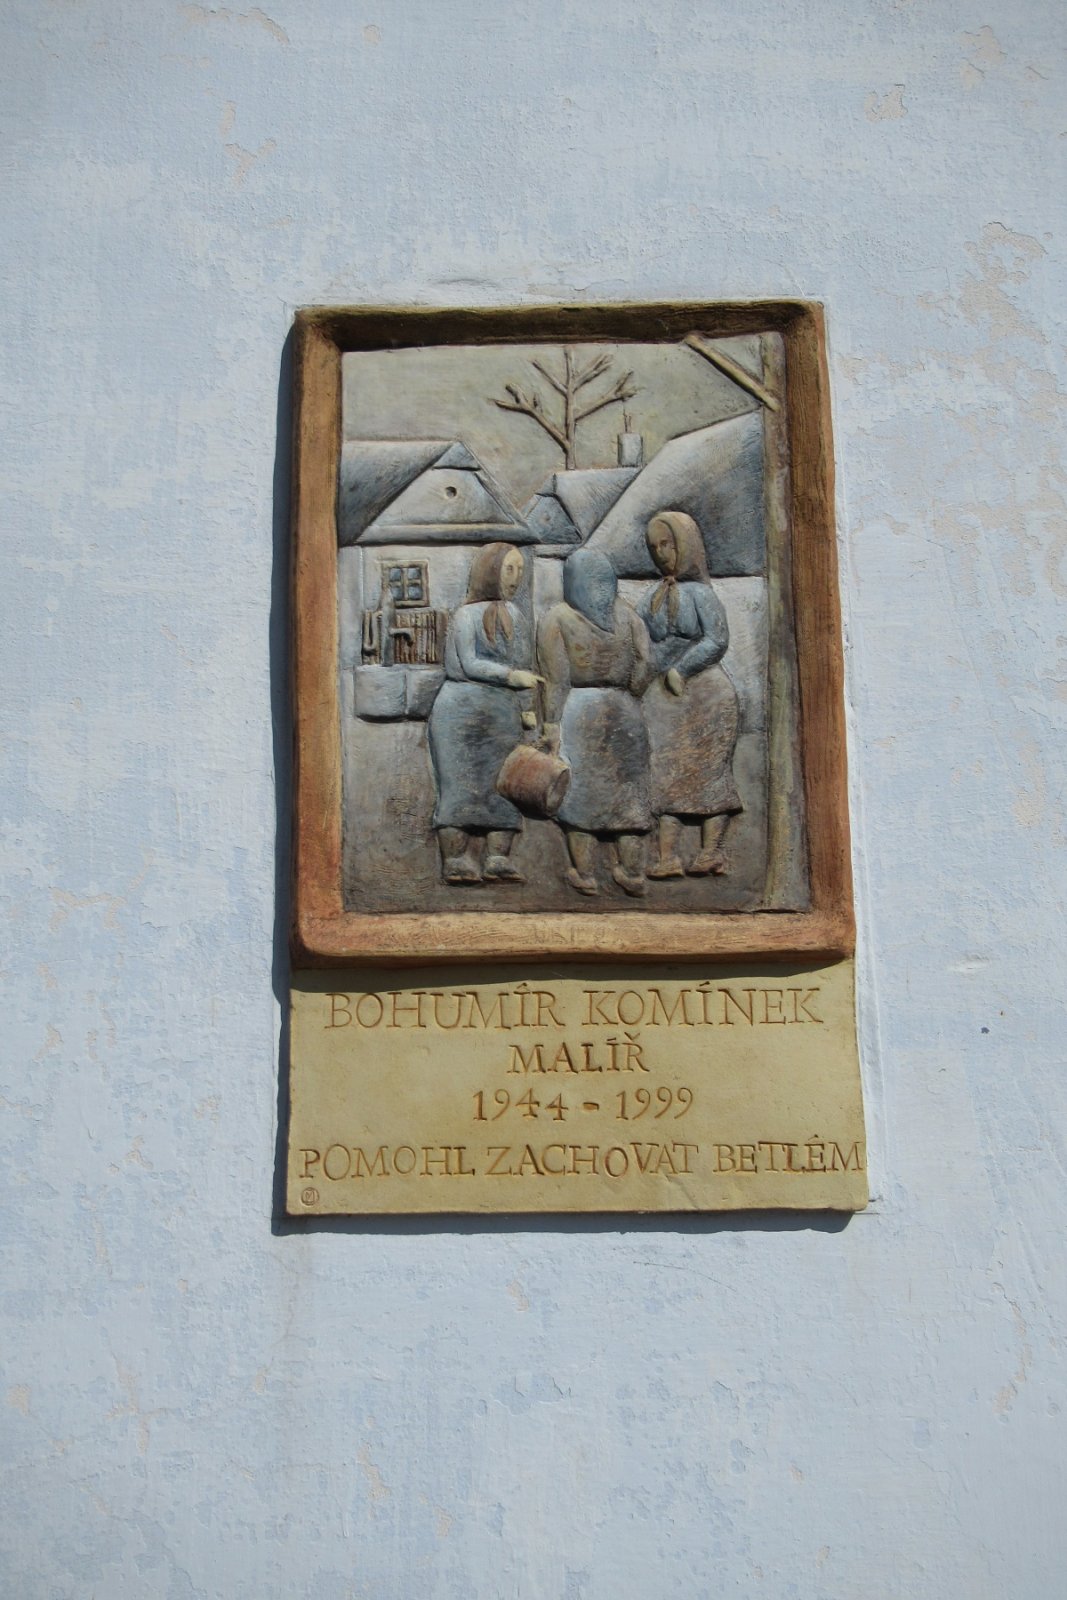 BOHUMÍR KOMÍNEK
MALÍŘ
1944 - 1999
POMOHL ZACHOVAT BETLÉM